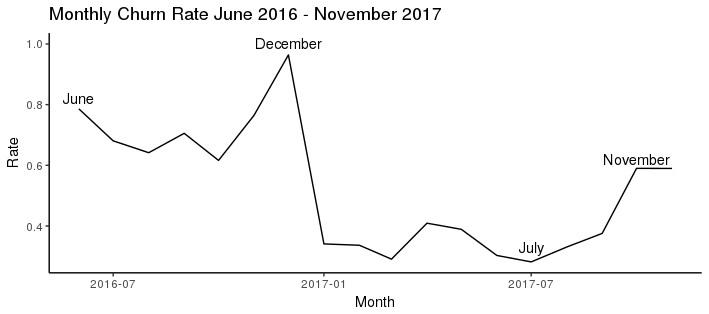 Monthly Churn Rate June 2016 - November 2017
1.0
December
June
0.8
Rate
0.6
November
0.4
July
2016-07
2017-01
2017-07
Month